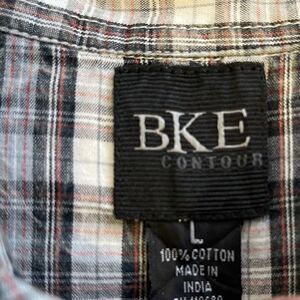 BKE
CONTOUR
L
100% COTTON
MADE IN
INDIA